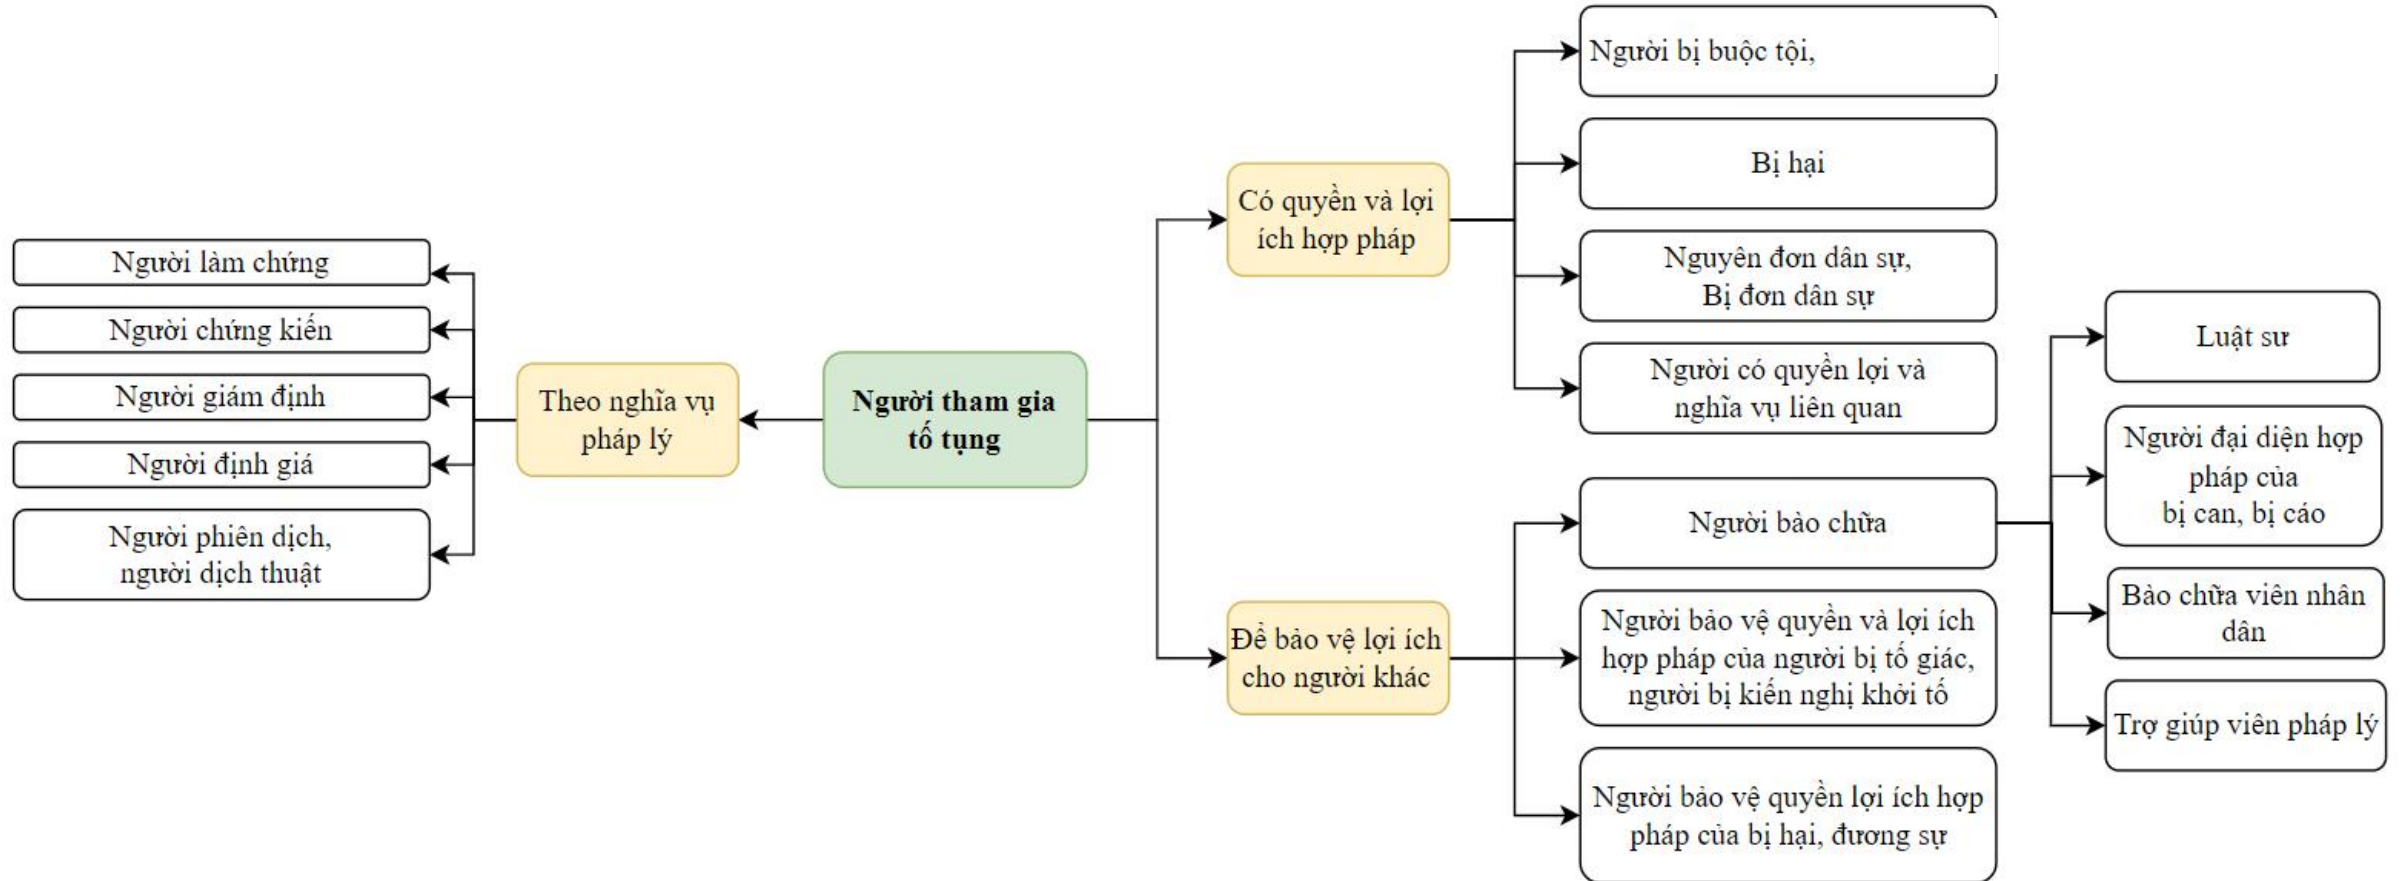 Người làm chứng
Người chứng kiến
Người giám định
Người định giá
Người phiên dịch,
người dịch thuật
Theo nghĩa vụ
pháp lý
Người tham gia
tố tụng
Có quyền và lợi
ích hợp pháp
Người bị buộc tội,
Bị hại
Nguyên đơn dân sự,
Bị đơn dân sự
Người có quyền lợi và
nghĩa vụ liên quan
Để bảo vệ lợi ích
cho người khác
Người bào chữa
Người bảo vệ quyền và lợi ích
hợp pháp của người bị tố giác,
người bị kiến nghị khởi tố
Người bảo vệ quyền lợi ích hợp
pháp của bị hại, đương sự
Luật sư
Người đại diện hợp
pháp của
bị can, bị cáo
Bào chữa viên nhân
dân
Trợ giúp viên pháp lý